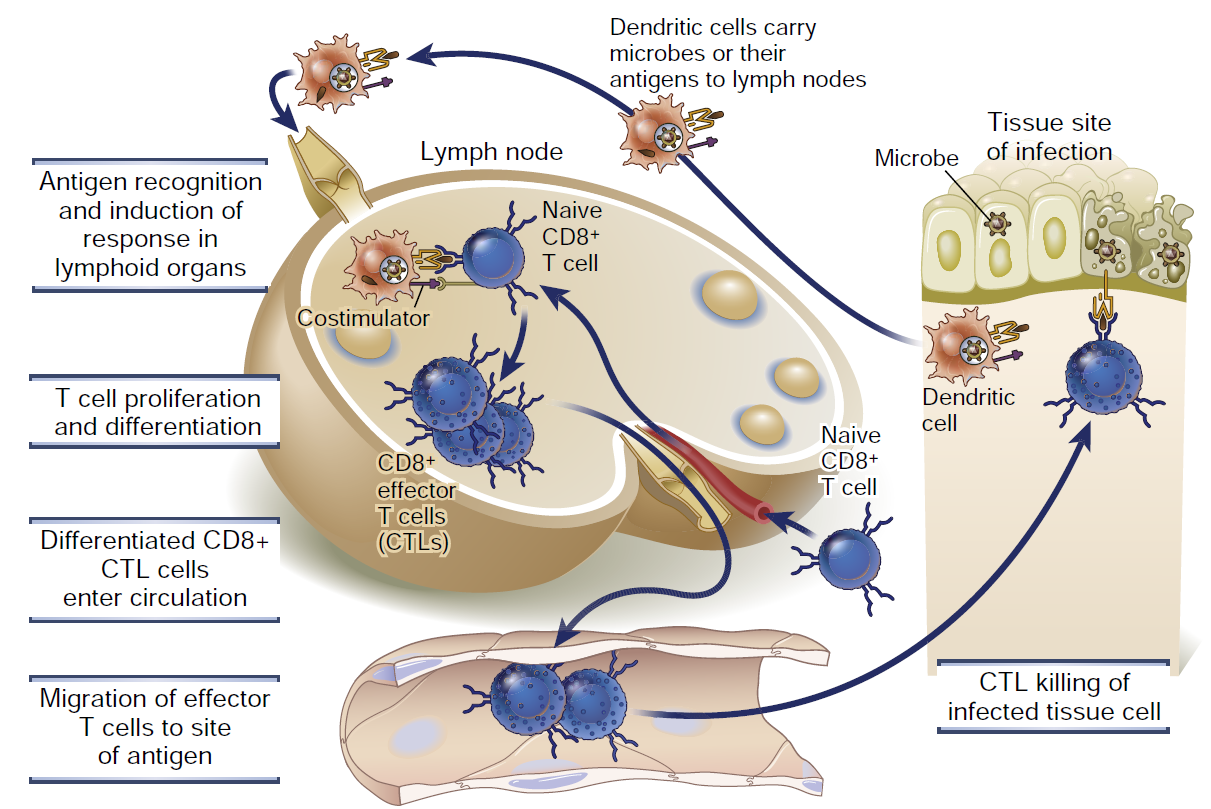 Dendritic cells carry
microbes or their
antigens to lymph nodes
Tissue site
of infection
Microbe
Lymph node
Antigen recognition
and induction of
response in
lymphoid organs
Naive
CD8+
T cell
Costimulator
T cell proliferation
and differentiation
Dendritic
cell
Naive
CD8+
T cell
CD8+
effector
T cells
(CTLs)
Differentiated CD8+
CTL cells
enter circulation
Migration of effector
T cells to site
of antigen
CTL killing of
infected tissue cell